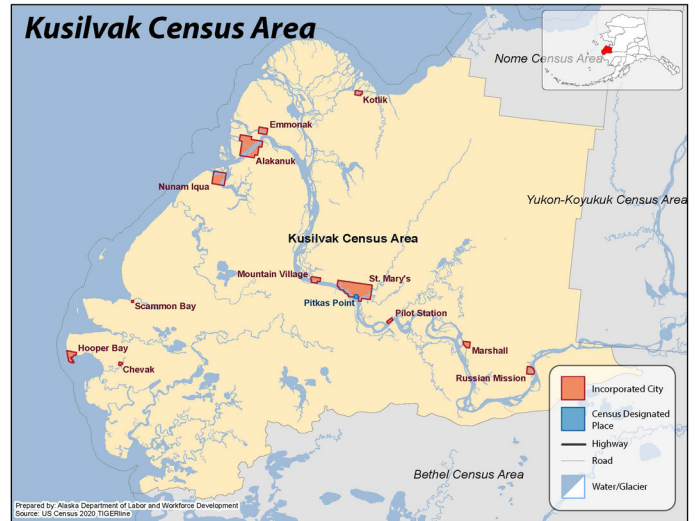 Kusilvak Census Area
Nome Census Area
Kotlik
Emmonak
Alakanuk
Nunam Iqua
Yukon-Koyukuk Census Area
Kusilvak Census Area
Mountain Village
St. Mary's
Pitkas Point
Scammon Bay
Pilot Station
Hooper Bay
Chevak
Marshall
Russian Mission
Incorporated City
Census Designated
Place
Highway
Road
Water/Glacier
Bethel Census Area
Prepared by: Alaska Department of Labor and Workforce Development
Source: US Census 2020 TIGERline